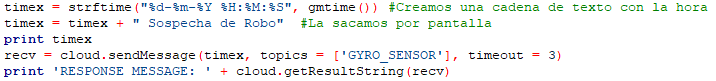 timex = strftime("%d-%m-%Y %H:%M:%S", gmtime()) #Creamos una cadena de texto con la hora
timex = timex + " Sospecha de Robo"  #La sacamos por pantalla
print timex
recv = cloud.sendMessage(timex, topics = ['GYRO_SENSOR'], timeout = 3)
print 'RESPONSE MESSAGE: ' + cloud.getResultString(recv)